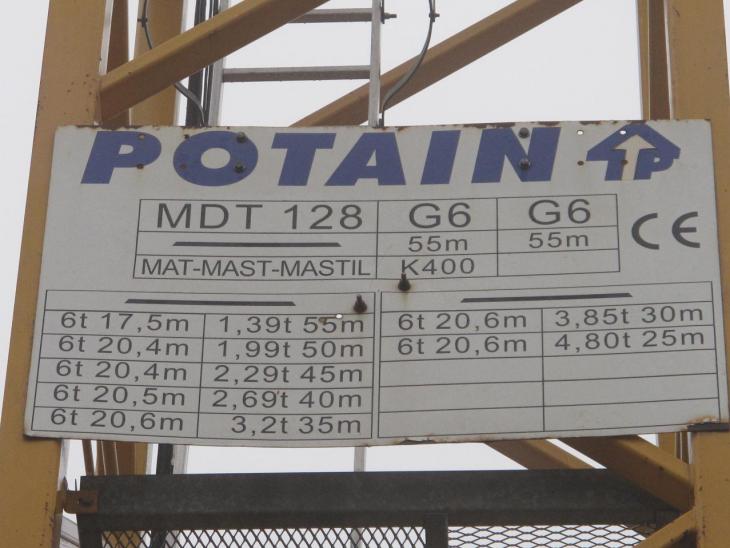 POTAIN P
MDT 128 G6 G6
55m 55m
MAT-MAST-MASTIL K400
CE
6t 17,5m 1,39t 55m
6t 20,4m 1,99t 50m
6t 20,4m 2,29t 45m
6t 20,5m 2,69t 40m
6t 20,6m 3,2t 35m
6t 20,6m 3,85t 30m
6t 20,6m 4,80t 25m